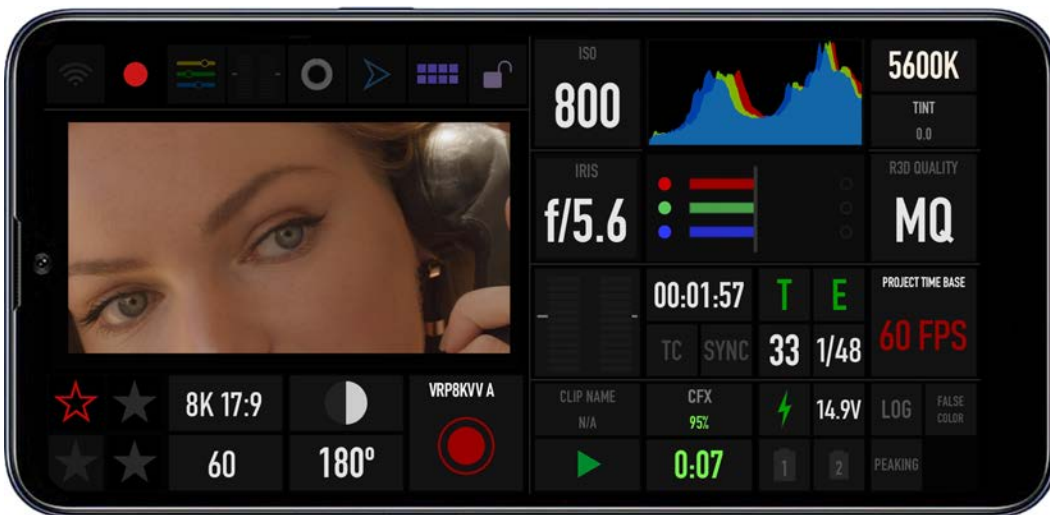 ISO
800
5600K
TINT
0.0
IRIS
f/5.6
R3D QUALITY
MQ
00:01:57
T
E
PROJECT TIME BASE
60 FPS
TC
SYNC
33
1/48
8K 17:9
VRP8KVV A
60
180º
CLIP NAME
N/A
CFX
95%
14.9V
LOG
FALSE
COLOR
0:07
1
2
PEAKING